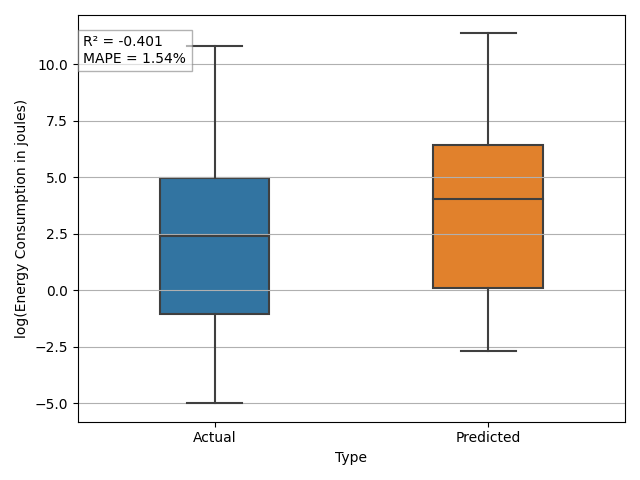 R² = -0.401
MAPE = 1.54%
10.0
7.5
5.0
2.5
0.0
−2.5
−5.0
log(Energy Consumption in joules)
Actual
Predicted
Type